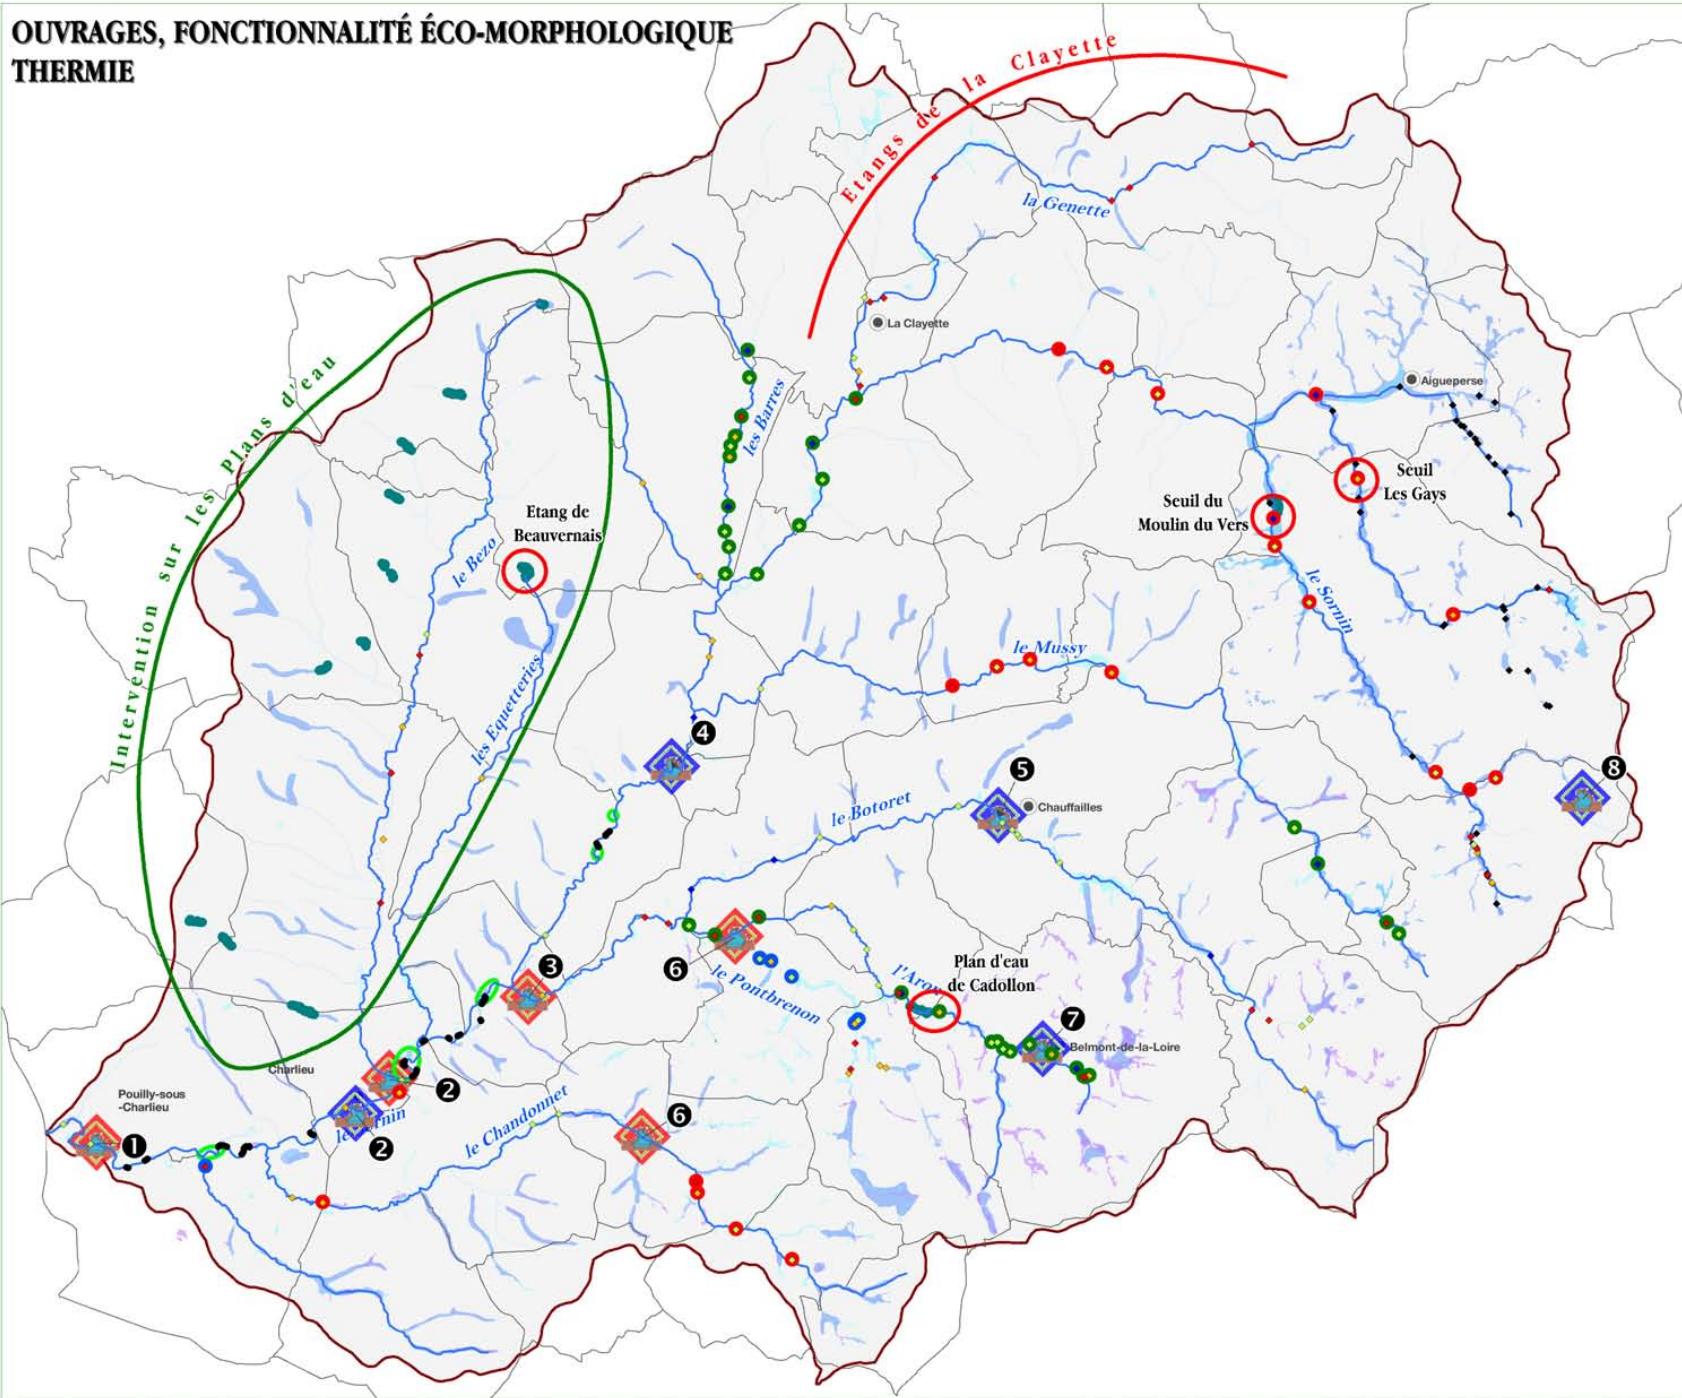 OUVRAGES, FONCTIONNALITÉ ÉCO-MORPHOLOGIQUE
THERMIE
Etangs de la Clayette
la Genette
La Clayette
Intervention sur les Plans d'eau
les Barres
Aigueperse
Seuil
Les Gays
Seuil du
Moulin du Vers
Etang de
Beauvernais
le Bezo
le Sornin
le Mussy
les Equetteries
4
5
8
Chauffailles
le Botoret
3
6
le Pontbrenon
l'Aron
Plan d'eau
de Cadollon
7
Belmont-de-la-Loire
Charlieu
2
Pouilly-sous
-Charlieu
le Chandonnet
6
1
2